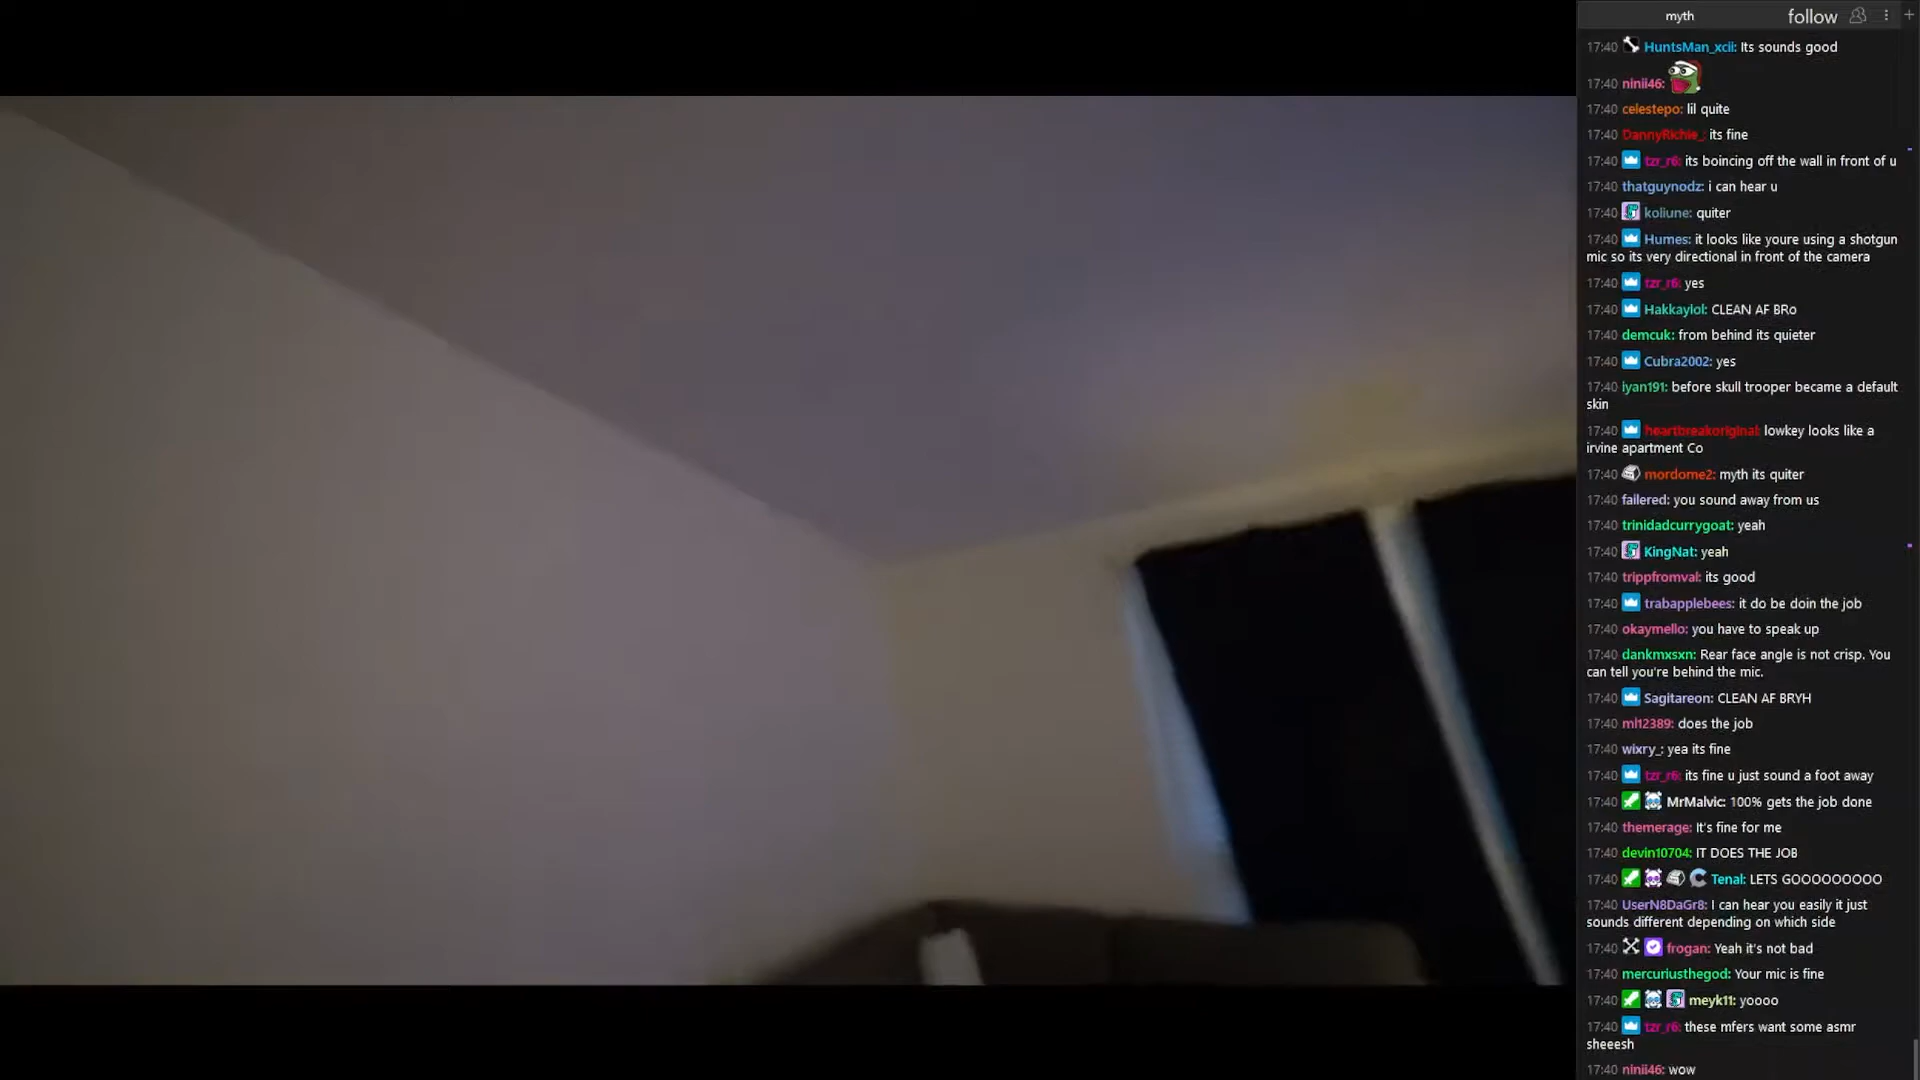 myth follow
17:40 HuntsMan_xcii: Its sounds good
17:40 ninii46:
17:40 celestepo: lil quite
17:40 DannyRichie_: its fine
17:40 tzr_r6: its boincing off the wall in front of u
17:40 thatguynodz: i can hear u
17:40 koliune: quiter
17:40 Humes: it looks like youre using a shotgun
mic so its very directional in front of the camera
17:40 tzr_r6: yes
17:40 Hakkaylol: CLEAN AF BRo
17:40 demcuk: from behind its quieter
17:40 Cubra2002: yes
17:40 iyan191: before skull trooper became a default
skin
17:40 heartbreakoriginal: lowkey looks like a
irvine apartment Co
17:40 mordome2: myth its quiter
17:40 failered: you sound away from us
17:40 trinidadcurrygoat: yeah
17:40 KingNat: yeah
17:40 trippfromval: its good
17:40 trabapplebees: it do be doin the job
17:40 okaymello: you have to speak up
17:40 dankmxsxn: Rear face angle is not crisp. You
can tell you're behind the mic.
17:40 Sagitareon: CLEAN AF BRYH
17:40 ml12389: does the job
17:40 wixry_: yea its fine
17:40 tzr_r6: its fine u just sound a foot away
17:40 MrMalvic: 100% gets the job done
17:40 themerage: It's fine for me
17:40 devin10704: IT DOES THE JOB
17:40 Tenal: LETS GOOOOOOOOO
17:40 UserN8DaGr8: I can hear you easily it just
sounds different depending on which side
17:40 frogan: Yeah it's not bad
17:40 mercuriusthegod: Your mic is fine
17:40 meyk11: yoooo
17:40 tzr_r6: these mfers want some asmr
sheeesh
17:40 ninii46: wow